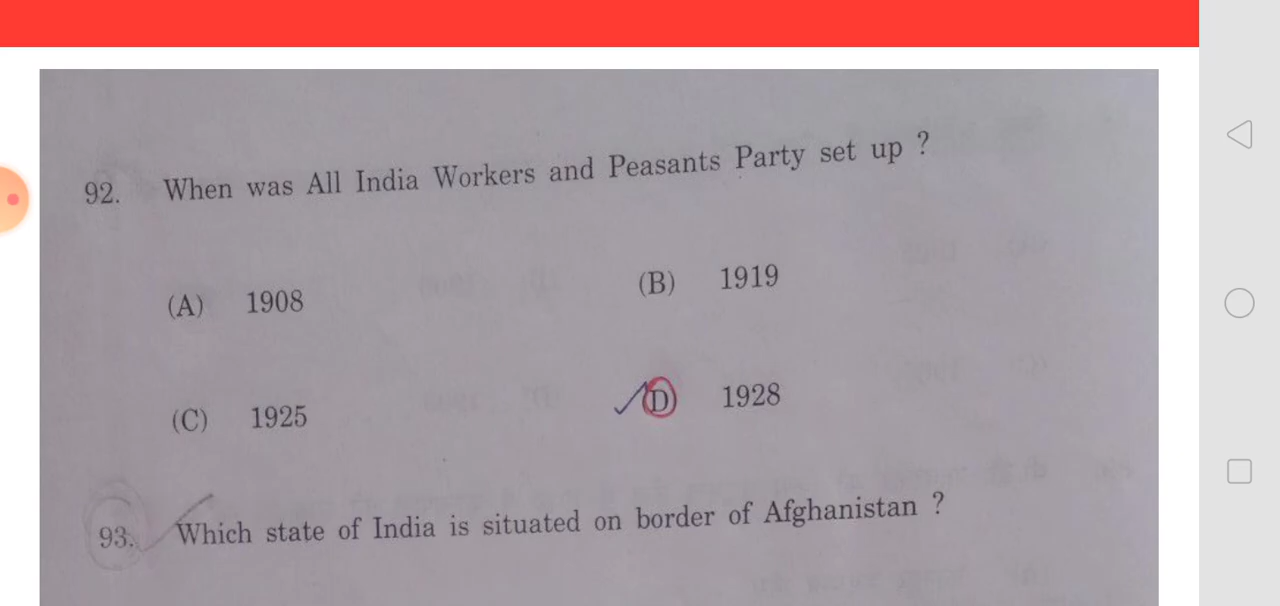 92. When was All India Workers and Peasants Party set up ?
(A) 1908 (B) 1919
(C) 1925 (D) 1928
93. Which state of India is situated on border of Afghanistan ?